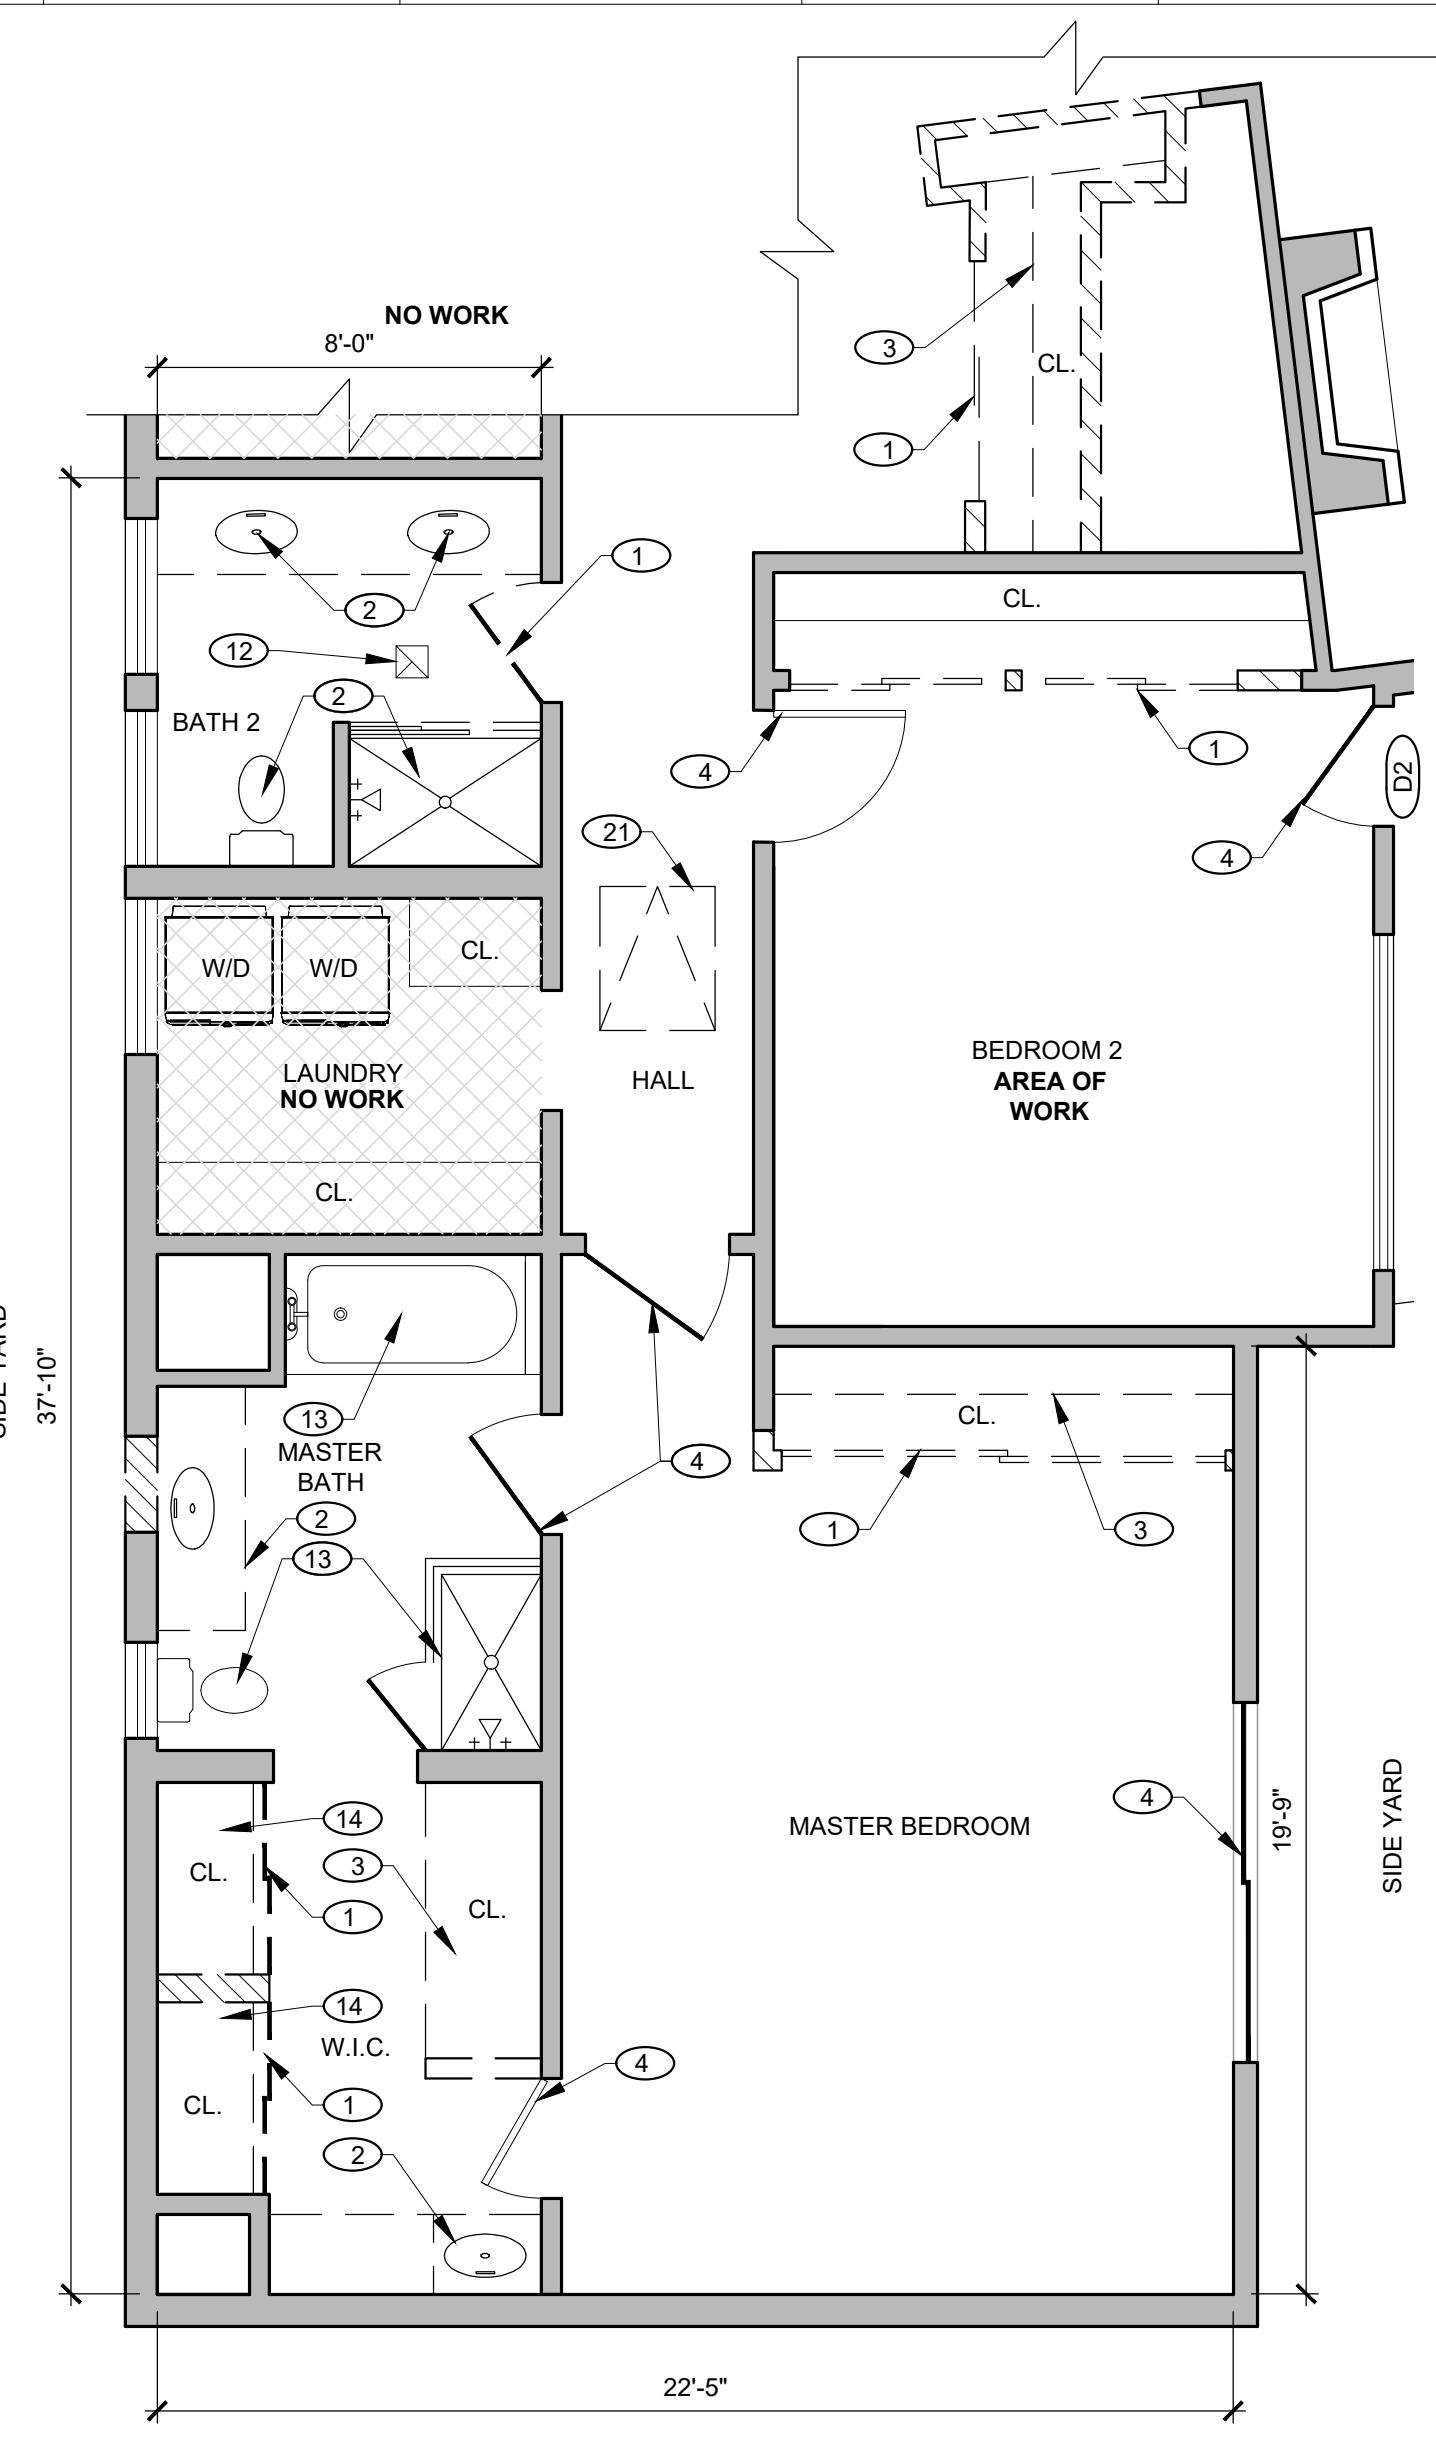 NO WORK
8'-0"
3
CL.
1
1
2
12
2
BATH 2
CL.
4
1
D2
4
21
W/D
W/D
CL.
LAUNDRY
NO WORK
HALL
BEDROOM 2
AREA OF
WORK
CL.
SIDE YARD
37'-10"
13
MASTER
BATH
2
13
4
CL.
1
3
14
CL.
3
1
CL.
14
W.I.C.
1
CL.
2
4
MASTER BEDROOM
4
19'-9"
SIDE YARD
22'-5"